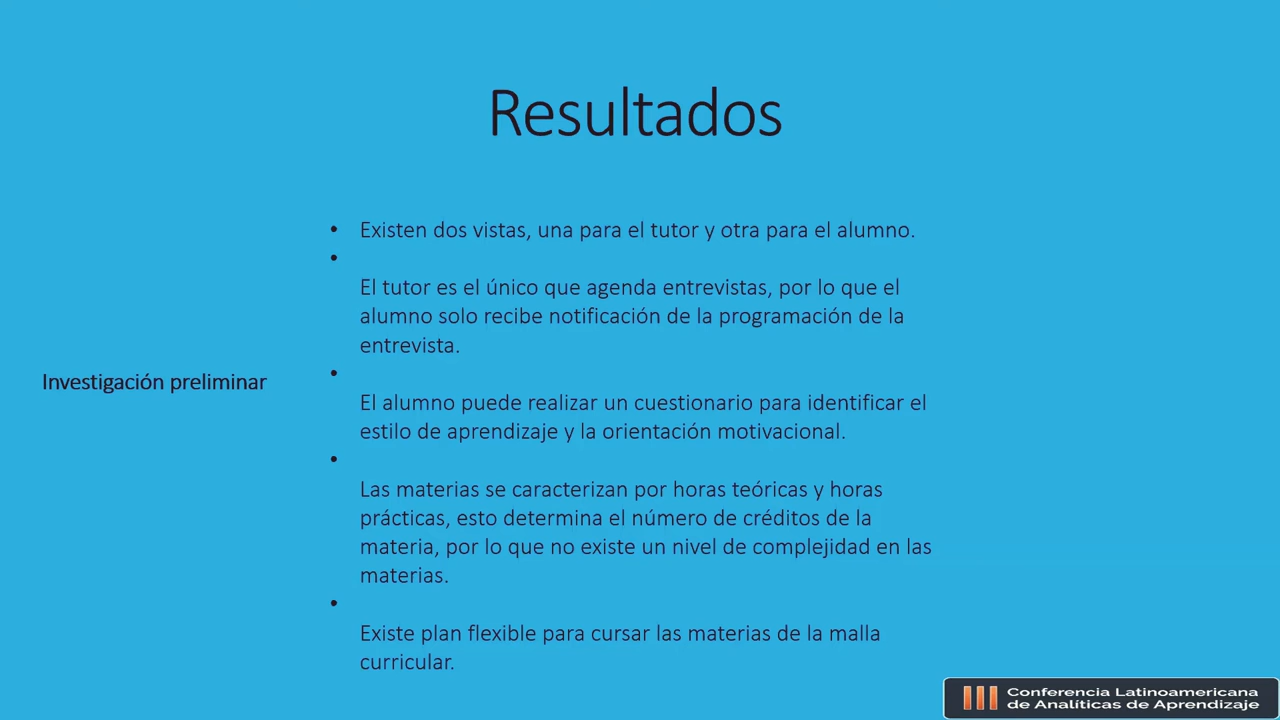 Resultados
Investigación preliminar
• Existen dos vistas, una para el tutor y otra para el alumno.
•
El tutor es el único que agenda entrevistas, por lo que el
alumno solo recibe notificación de la programación de la
entrevista.
•
El alumno puede realizar un cuestionario para identificar el
estilo de aprendizaje y la orientación motivacional.
•
Las materias se caracterizan por horas teóricas y horas
prácticas, esto determina el número de créditos de la
materia, por lo que no existe un nivel de complejidad en las
materias.
•
Existe plan flexible para cursar las materias de la malla
curricular.
Conferencia Latinoamericana
de Analíticas de Aprendizaje